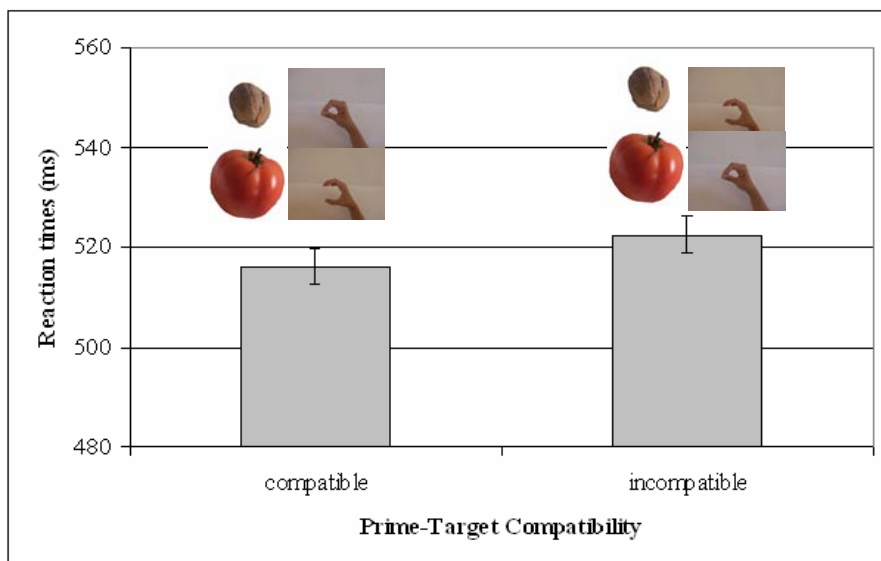 560
540
520
500
480
Reaction times (ms)
compatible
incompatible
Prime-Target Compatibility